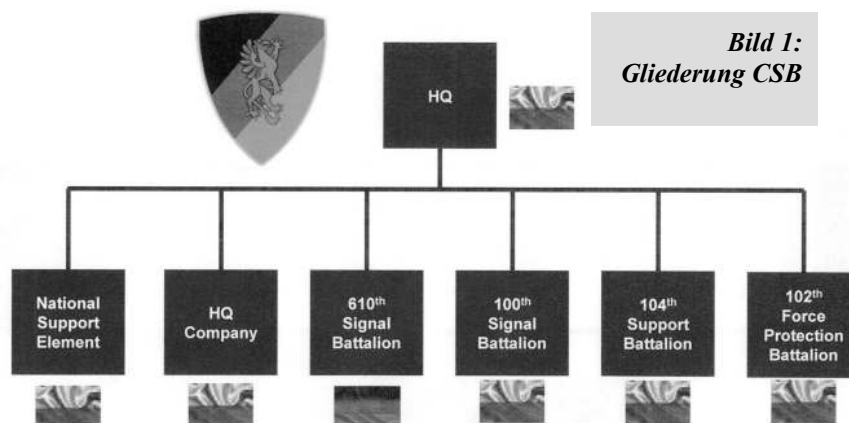 Bild 1:
Gliederung CSB
HQ
National
Support
Element
HQ
Company
610th
Signal
Battalion
100th
Signal
Battalion
104th
Support
Battalion
102th
Force
Protection
Battalion